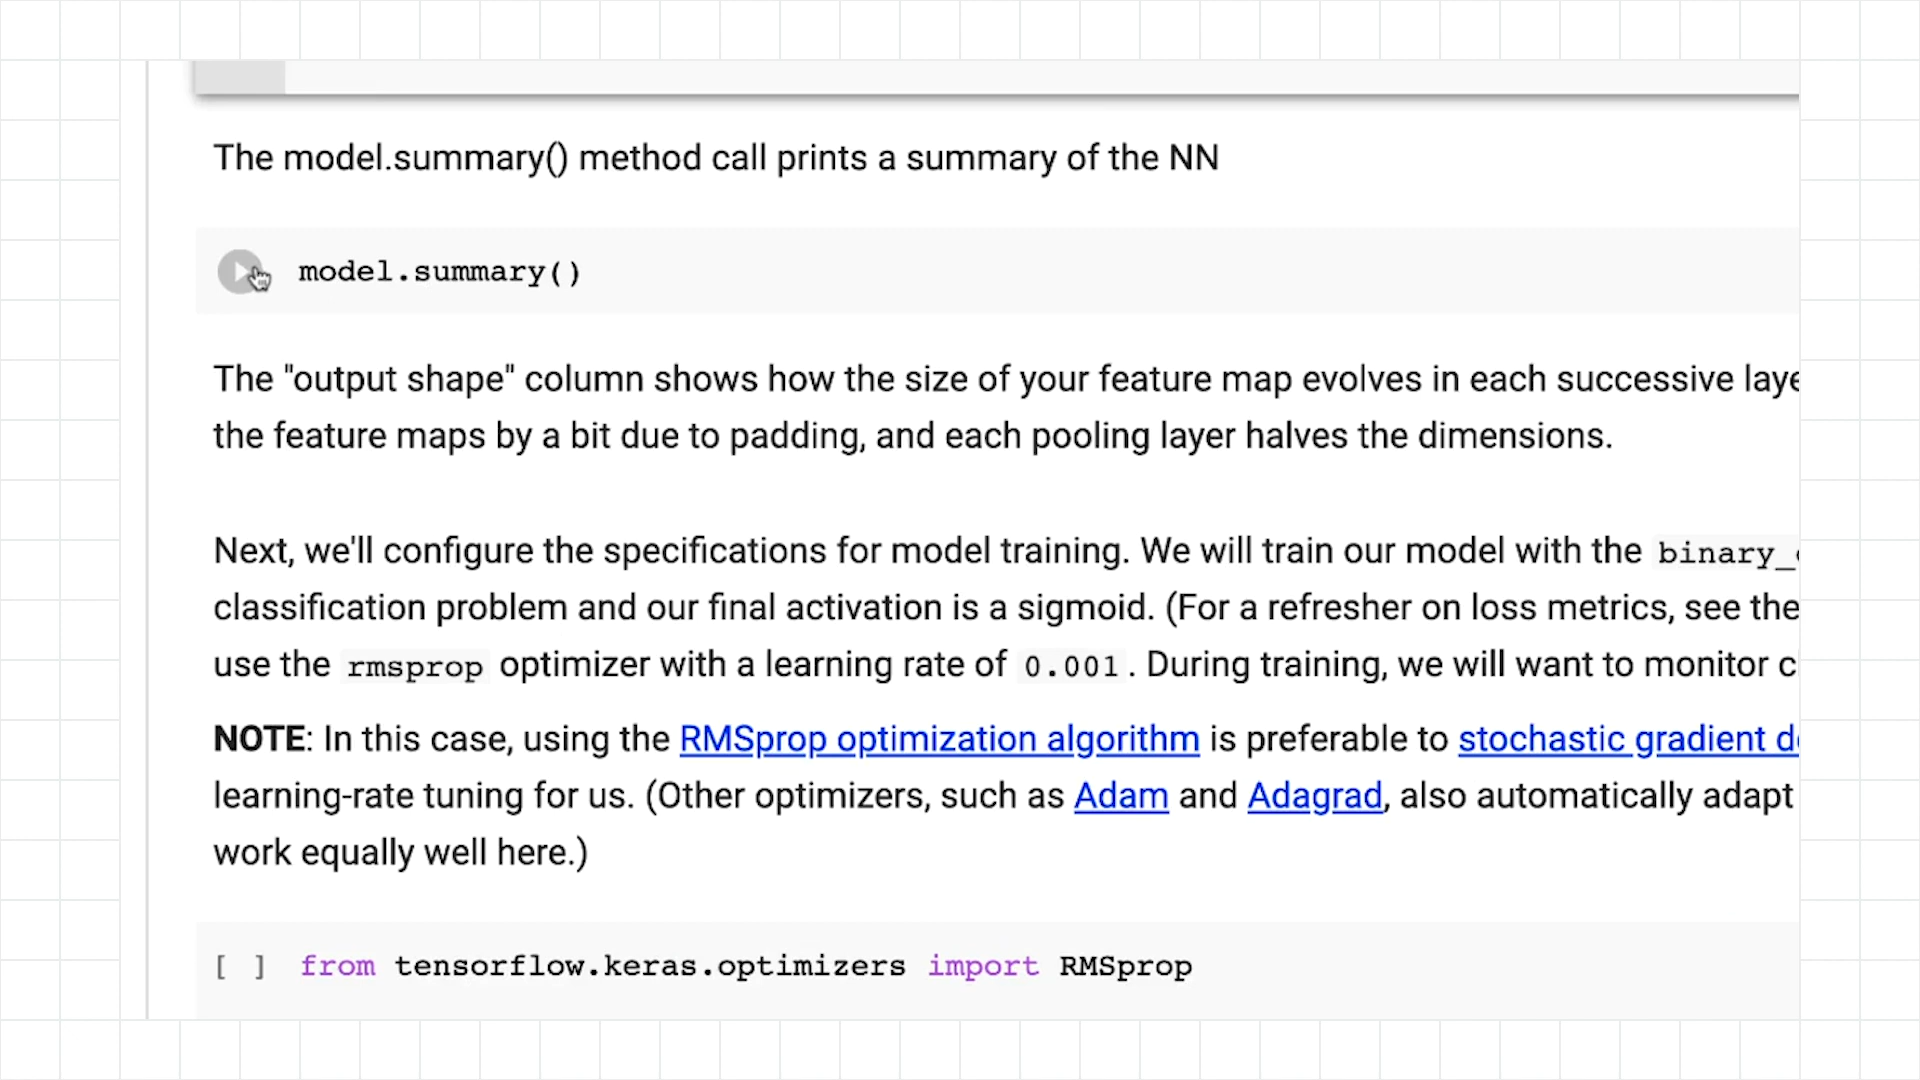 The model.summary() method call prints a summary of the NN
model.summary()
The "output shape" column shows how the size of your feature map evolves in each successive
the feature maps by a bit due to padding, and each pooling layer halves the dimensions.
Next, we'll configure the specifications for model training. We will train our model with the binary_
classification problem and our final activation is a sigmoid. (For a refresher on loss metrics, see the
use the rmsprop optimizer with a learning rate of 0.001. During training, we will want to monitor
NOTE: In this case, using the RMSprop optimization algorithm is preferable to stochastic gradient
learning-rate tuning for us. (Other optimizers, such as Adam and Adagrad, also automatically adapt
work equally well here.)
[ ] from tensorflow.keras.optimizers import RMSprop